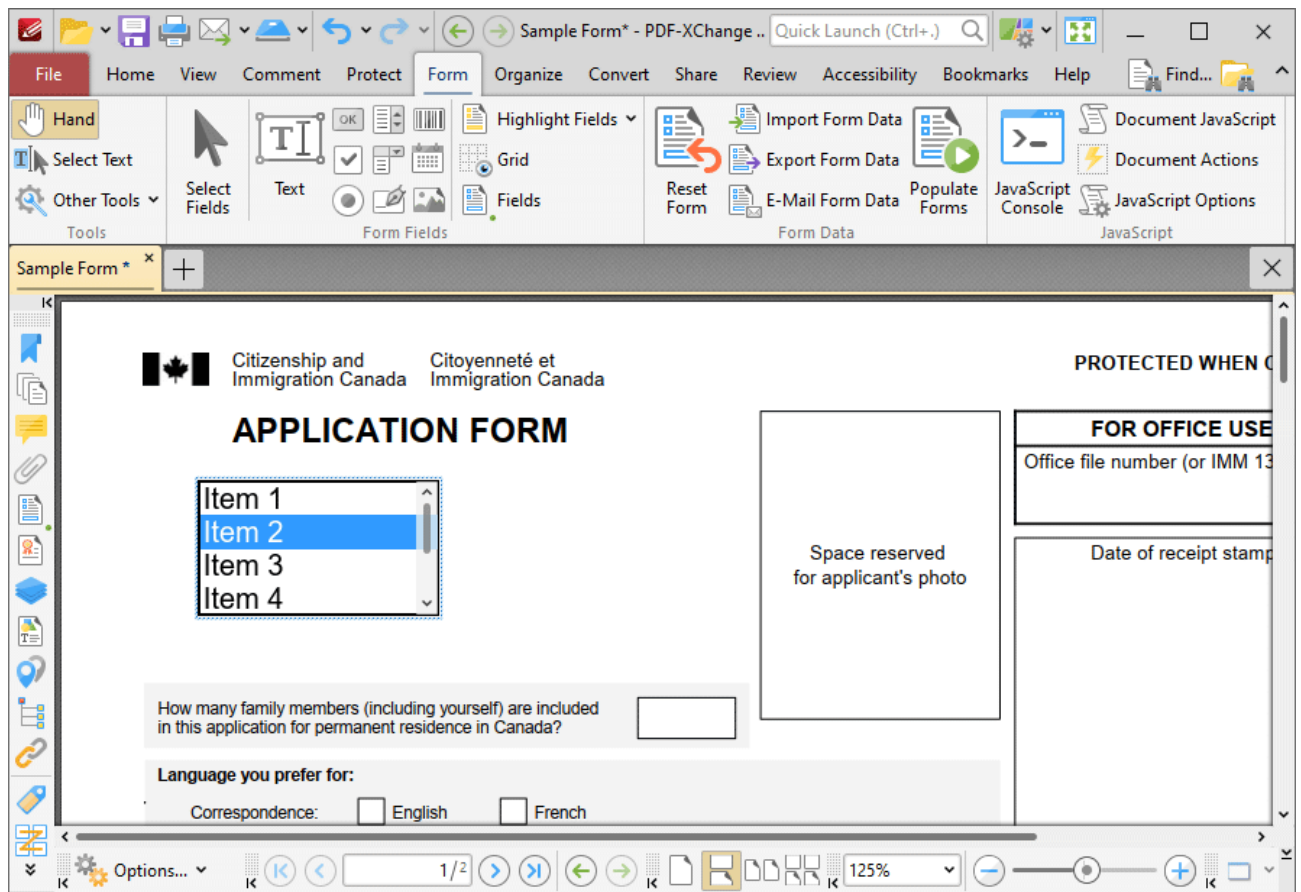 Sample Form* - PDF-XChange ..
Quick Launch (Ctrl+.)
File Home View Comment Protect Form Organize Convert Share Review Accessibility Bookmarks Help Find...
Hand
Select Text
Other Tools
Tools
Select
Fields
Text
OK
Highlight Fields
Grid
Fields
Form Fields
Reset
Form
Import Form Data
Export Form Data
E-Mail Form Data
Populate
Forms
Form Data
JavaScript
Console
Document JavaScript
Document Actions
JavaScript Options
JavaScript
Sample Form *
Citizenship and
Immigration Canada
Citoyenneté et
Immigration Canada
PROTECTED WHEN
APPLICATION FORM
Item 1
Item 2
Item 3
Item 4
Space reserved
for applicant's photo
FOR OFFICE USE
Office file number (or IMM 13
Date of receipt stamp
How many family members (including yourself) are included
in this application for permanent residence in Canada?
Language you prefer for:
Correspondence: English French
Options...
1/2
125%